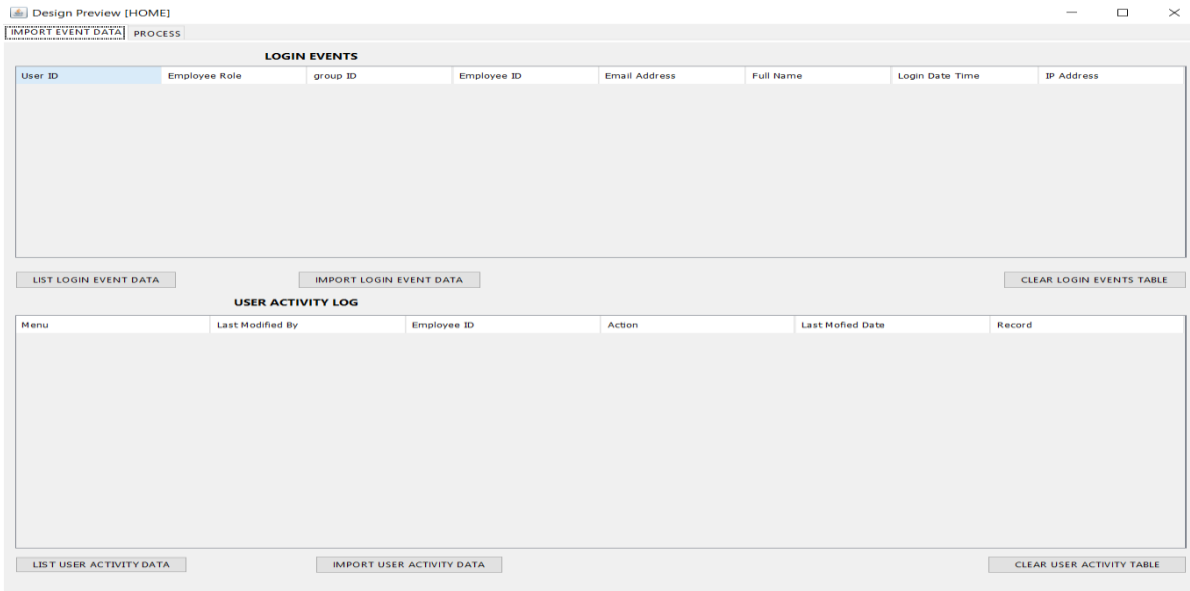 Design Preview [HOME]
IMPORT EVENT DATA PROCESS
LOGIN EVENTS
User ID Employee Role group ID Employee ID Email Address Full Name Login Date Time IP Address
LIST LOGIN EVENT DATA IMPORT LOGIN EVENT DATA CLEAR LOGIN EVENTS TABLE
USER ACTIVITY LOG
Menu Last Modified By Employee ID Action Last Mofied Date Record
LIST USER ACTIVITY DATA IMPORT USER ACTIVITY DATA CLEAR USER ACTIVITY TABLE